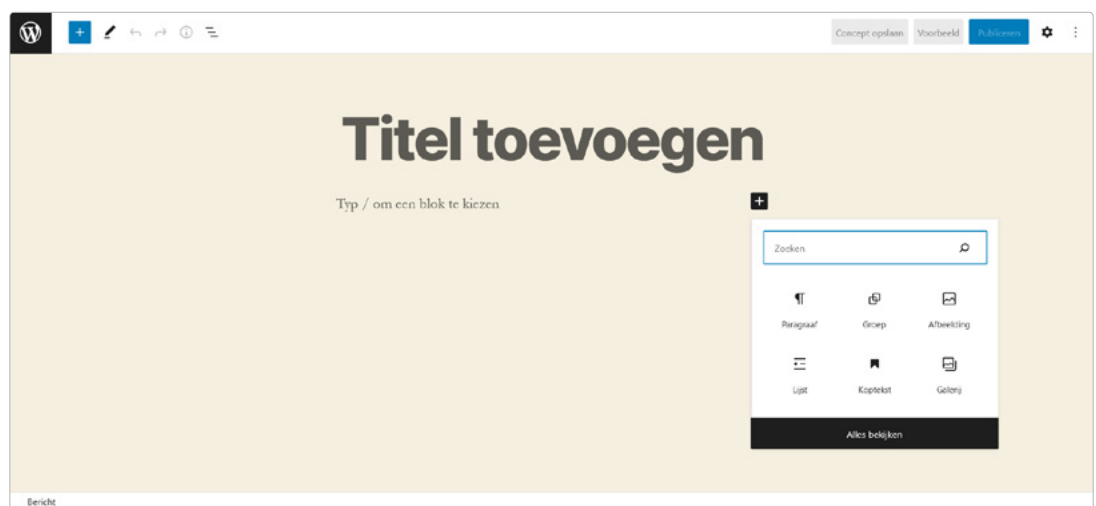 Concept opslaan Voorbeeld Publiceren
Titel toevoegen
Typ / om een blok te kiezen
Zoeken
Paragraaf Groep Afbeelding
Lijst Koptekst Galerij
Alles bekijken
Bericht